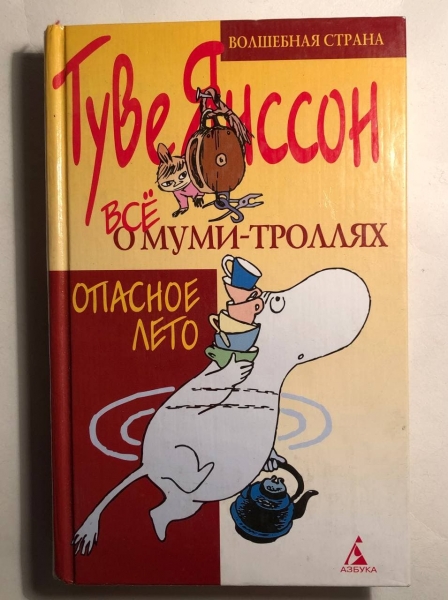 ВОЛШЕБНАЯ СТРАНА
Туве Янссон
ВСЁ
О МУМИ-ТРОЛЛЯХ
ОПАСНОЕ
ЛЕТО
АЗБУКА